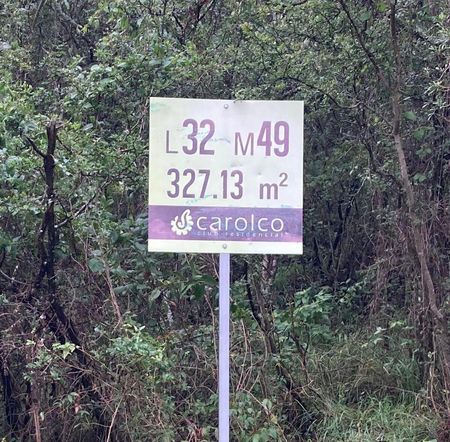 L32 M49
327.13 m²
carolco
club residencial